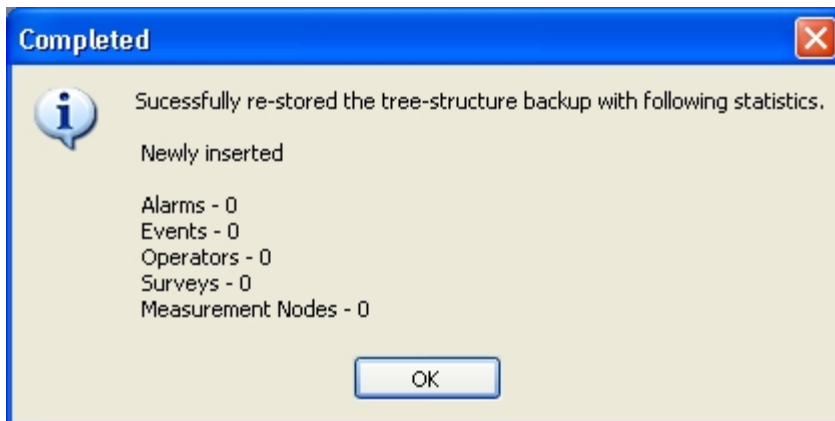 Completed
Sucessfully re-stored the tree-structure backup with following statistics.
Newly inserted
Alarms - 0
Events - 0
Operators - 0
Surveys - 0
Measurement Nodes - 0
OK